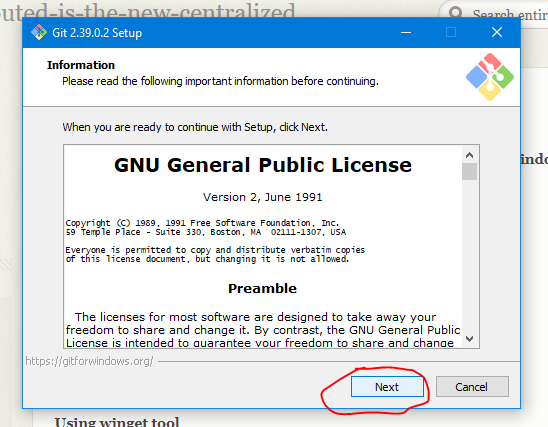 buted-is-the-new-centralized
Search entire
Git 2.39.0.2 Setup
Information
Please read the following important information before continuing.
When you are ready to continue with Setup, click Next.
GNU General Public License
Version 2, June 1991
Copyright (C) 1989, 1991 Free Software Foundation, Inc.
59 Temple Place - Suite 330, Boston, MA  02111-1307, USA
Everyone is permitted to copy and distribute verbatim copies
of this license document, but changing it is not allowed.
Preamble
The licenses for most software are designed to take away your
freedom to share and change it. By contrast, the GNU General Public
License is intended to guarantee your freedom to share and change
indow
https://gitforwindows.org/
Next
Cancel
Using winget tool